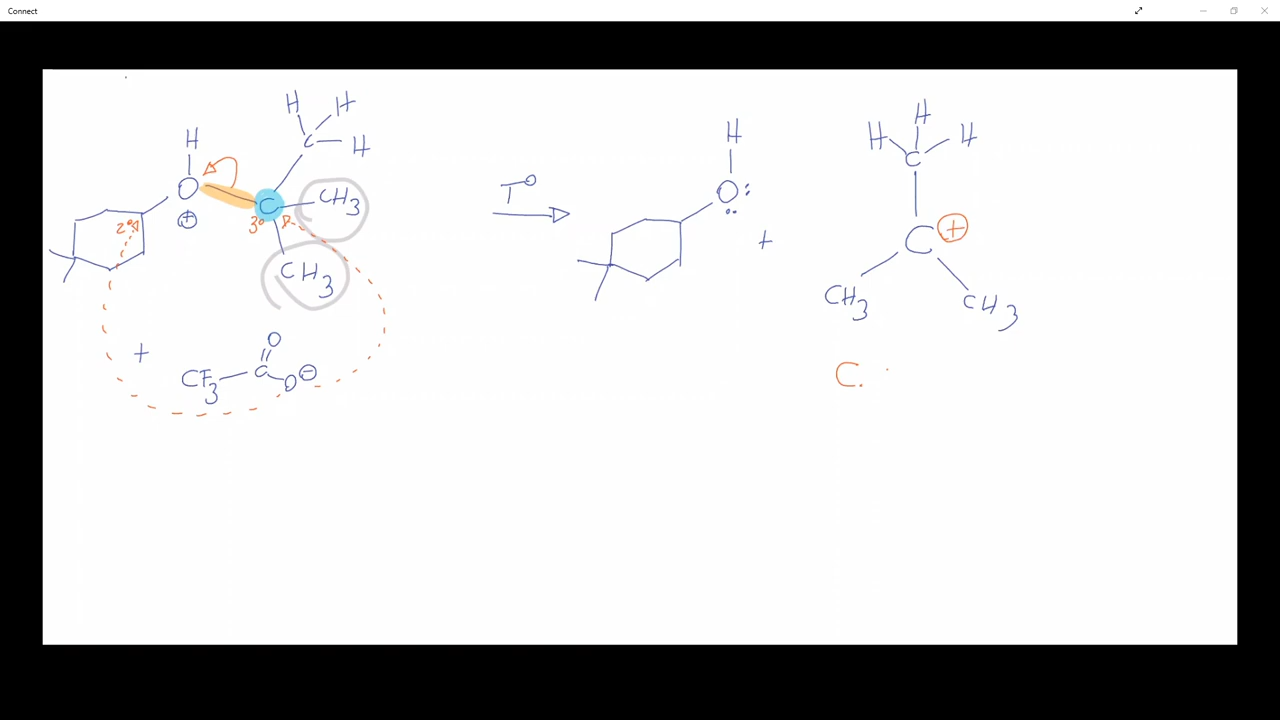 Connect
H H
H
C
H
O
⊕
2°
C
3°
CH3
CH3
+
CF3
C
O
O ⊖
T°
H
O
+
H H H
C
C ⊕
CH3
CH3
C.